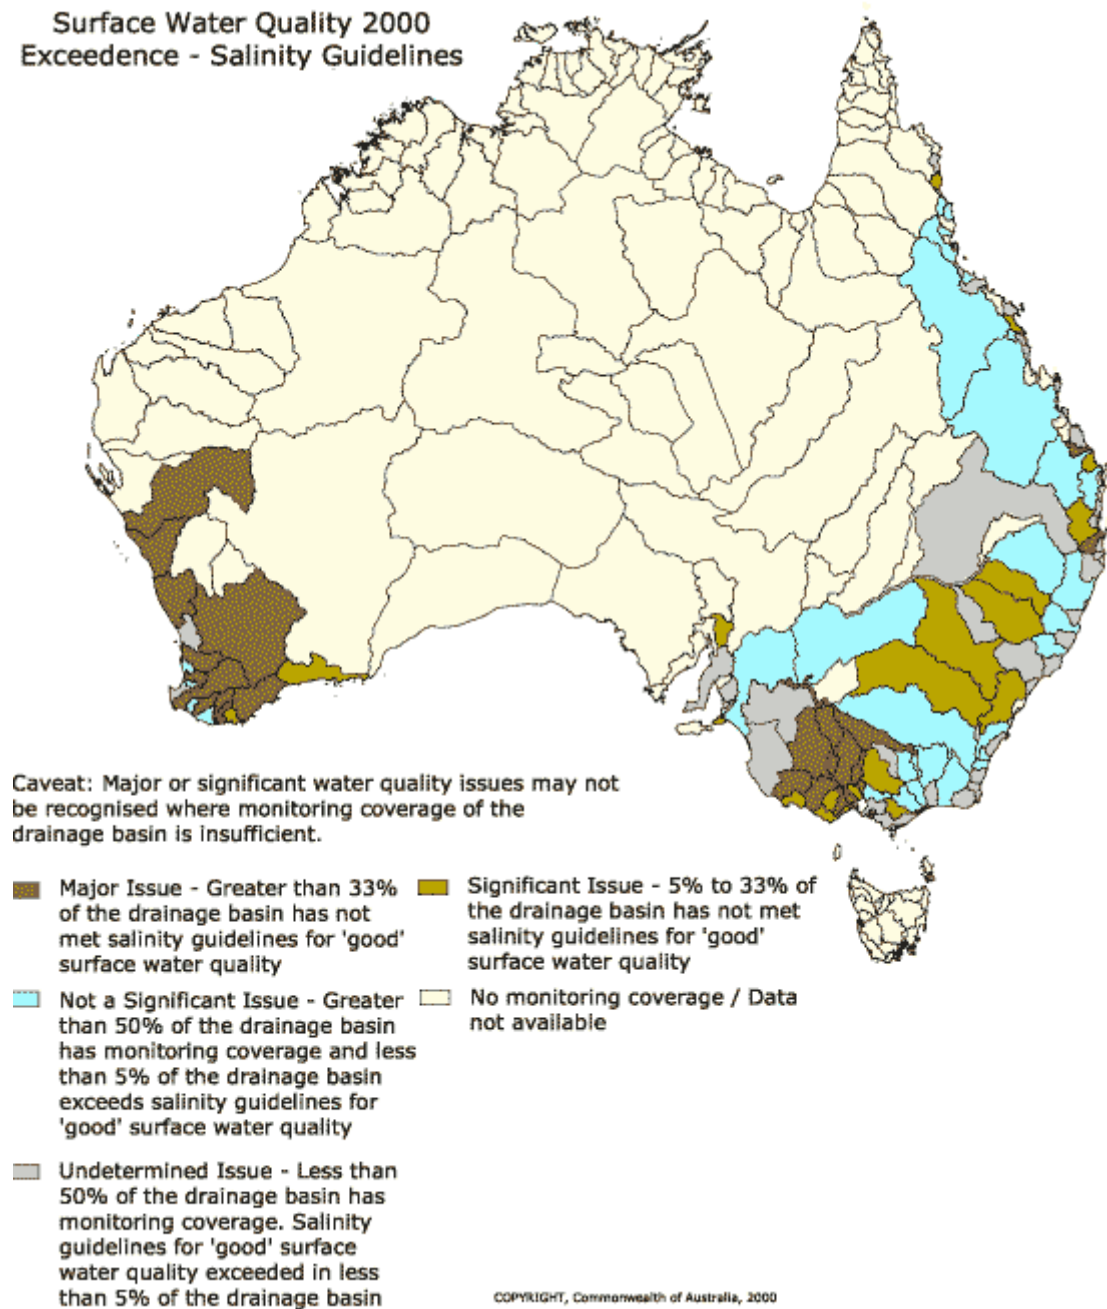 Surface Water Quality 2000
Exceedence - Salinity Guidelines
Caveat: Major or significant water quality issues may not
be recognised where monitoring coverage of the
drainage basin is insufficient.
Major Issue - Greater than 33%
of the drainage basin has not
met salinity guidelines for 'good'
surface water quality
Significant Issue - 5% to 33% of
the drainage basin has not met
salinity guidelines for 'good'
surface water quality
Not a Significant Issue - Greater
than 50% of the drainage basin
has monitoring coverage and less
than 5% of the drainage basin
exceeds salinity guidelines for
'good' surface water quality
No monitoring coverage / Data
not available
Undetermined Issue - Less than
50% of the drainage basin has
monitoring coverage. Salinity
guidelines for 'good' surface
water quality exceeded in less
than 5% of the drainage basin
COPYRIGHT, Commonwealth of Australia, 2000